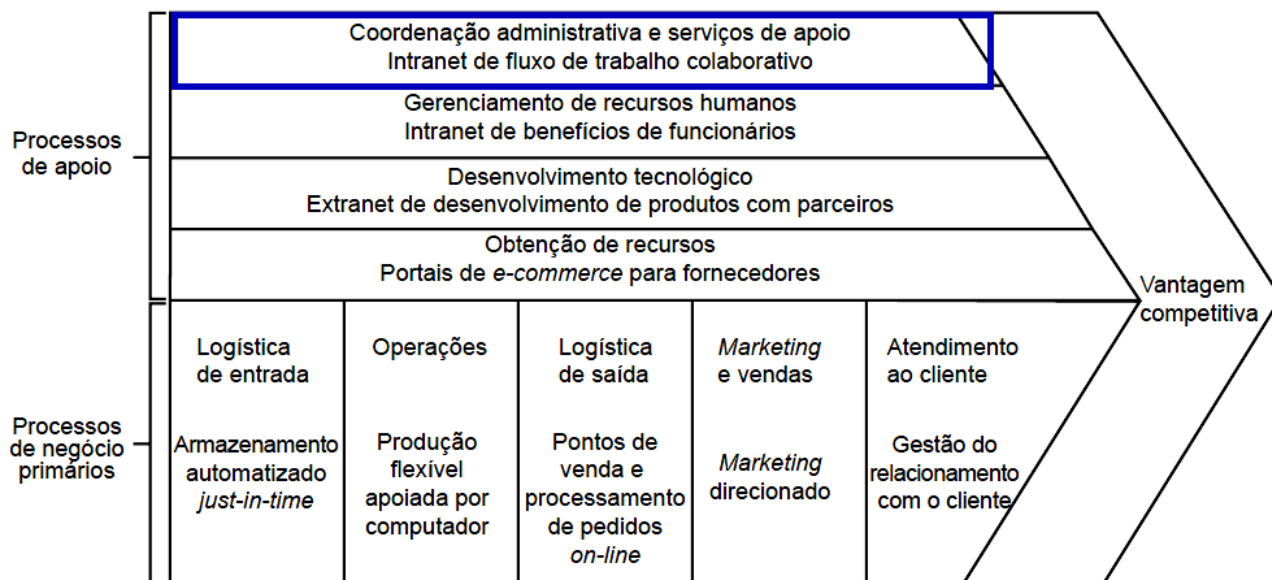 Processos
de apoio
Coordenação administrativa e serviços de apoio
Intranet de fluxo de trabalho colaborativo
Gerenciamento de recursos humanos
Intranet de benefícios de funcionários
Desenvolvimento tecnológico
Extranet de desenvolvimento de produtos com parceiros
Obtenção de recursos
Portais de e-commerce para fornecedores
Vantagem
competitiva
Processos
de negócio
primários
Logística
de entrada
Armazenamento
automatizado
just-in-time
Operações
Produção
flexível
apoiada por
computador
Logística
de saída
Pontos de
venda e
processamento
de pedidos
on-line
Marketing
e vendas
Marketing
direcionado
Atendimento
ao cliente
Gestão do
relacionamento
com o cliente